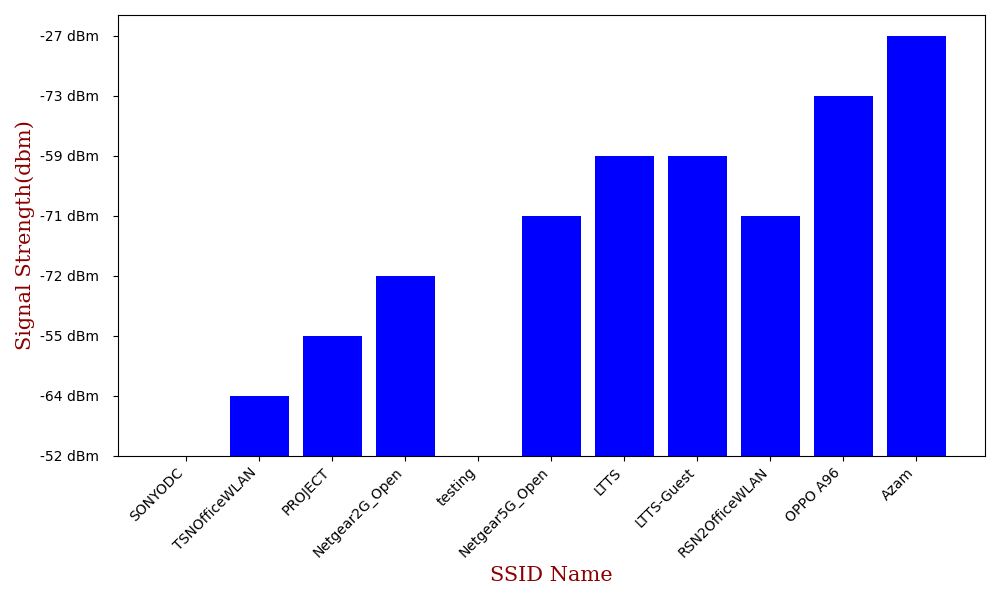 Signal Strength(dbm)
-27 dBm
-73 dBm
-59 dBm
-71 dBm
-72 dBm
-55 dBm
-64 dBm
-52 dBm
SONYODC
TSNOfficeWLAN
PROJECT
Netgear2G_Open
testing
Netgear5G_Open
LTTS
LTTS-Guest
RSN2OfficeWLAN
OPPO A96
Azam
SSID Name